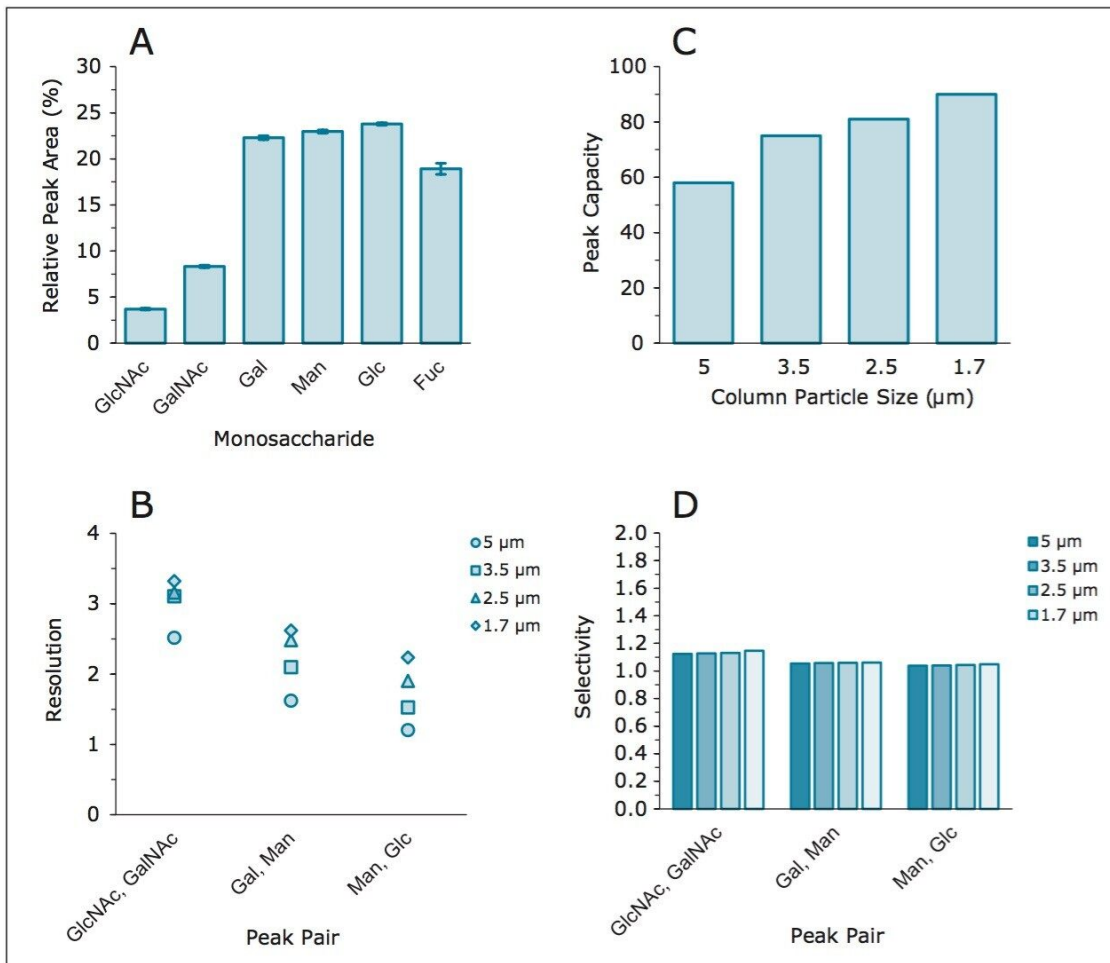 A
Relative Peak Area (%)
30
25
20
15
10
5
0
GlcNAc
GalNAc
Gal
Man
Glc
Fuc
Monosaccharide
C
Peak Capacity
100
80
60
40
20
0
5
3.5
2.5
1.7
Column Particle Size (µm)
B
Resolution
4
3
2
1
0
5 µm
3.5 µm
2.5 µm
1.7 µm
GlcNAc, GalNAc
Gal, Man
Man, Glc
Peak Pair
D
Selectivity
2.0
1.8
1.6
1.4
1.2
1.0
0.8
0.6
0.4
0.2
0.0
5 µm
3.5 µm
2.5 µm
1.7 µm
GlcNAc, GalNAc
Gal, Man
Man, Glc
Peak Pair